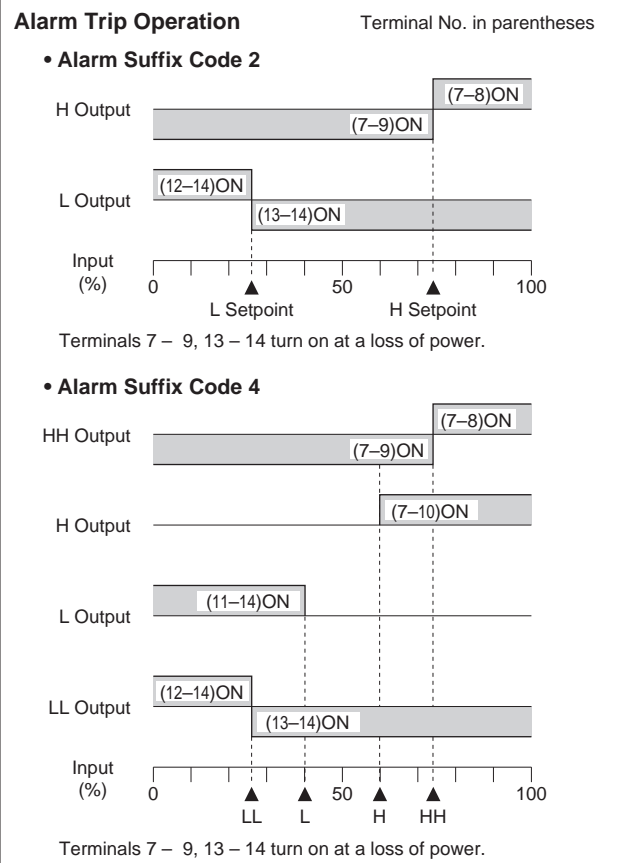 Alarm Trip Operation Terminal No. in parentheses
• Alarm Suffix Code 2
(7–8)ON
H Output
(7–9)ON
(12–14)ON
L Output
(13–14)ON
Input
(%)
0 50 100
L Setpoint H Setpoint
Terminals 7 – 9, 13 – 14 turn on at a loss of power.
• Alarm Suffix Code 4
(7–8)ON
HH Output
(7–9)ON
(7–10)ON
H Output
(11–14)ON
L Output
(12–14)ON
LL Output
(13–14)ON
Input
(%)
0 50 100
LL L H HH
Terminals 7 – 9, 13 – 14 turn on at a loss of power.